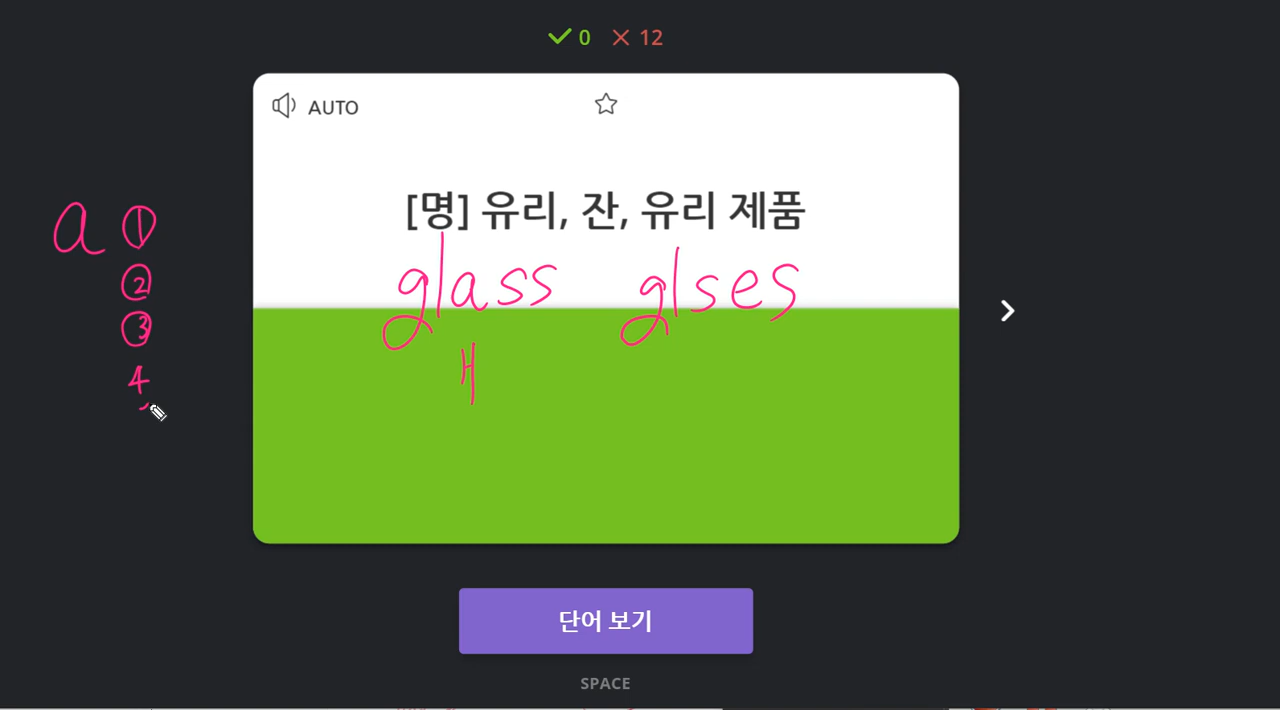 0 12
AUTO
[명] 유리, 잔, 유리 제품
glass glses
ㅐ
a ①
②
③
4
단어 보기
SPACE